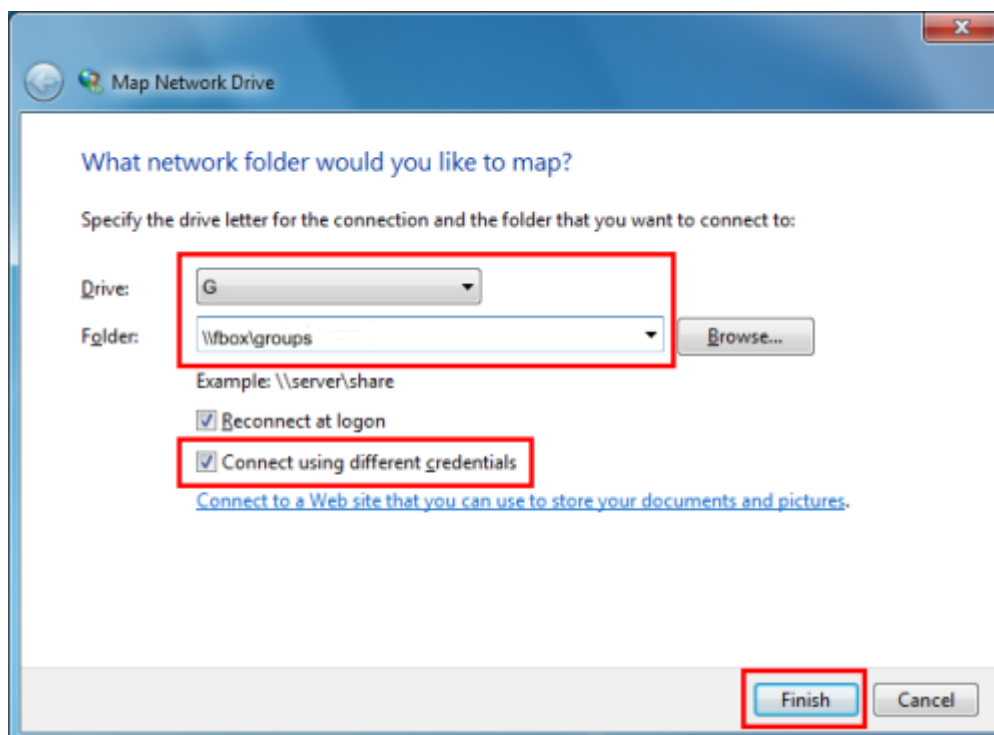 Map Network Drive
What network folder would you like to map?
Specify the drive letter for the connection and the folder that you want to connect to:
Drive: G
Folder: \\fbox\groups Browse...
Example: \\server\share
Reconnect at logon
Connect using different credentials
Connect to a Web site that you can use to store your documents and pictures.
Finish Cancel